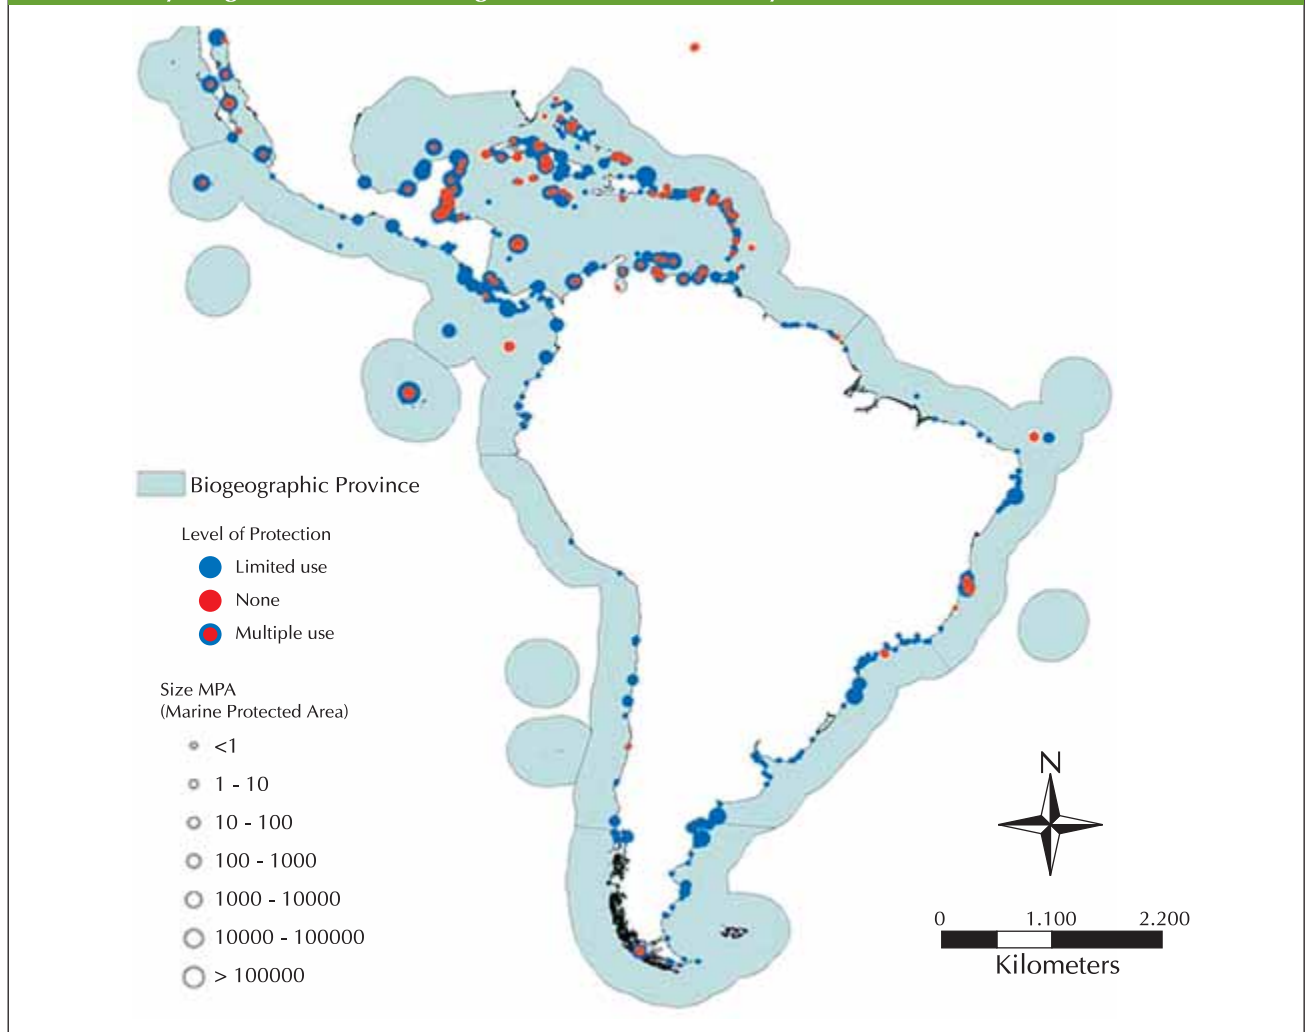 Biogeographic Province
Level of Protection
Limited use
None
Multiple use
Size MPA
(Marine Protected Area)
<1
1 - 10
10 - 100
100 - 1000
1000 - 10000
10000 - 100000
> 100000
N
0 1.100 2.200
Kilometers